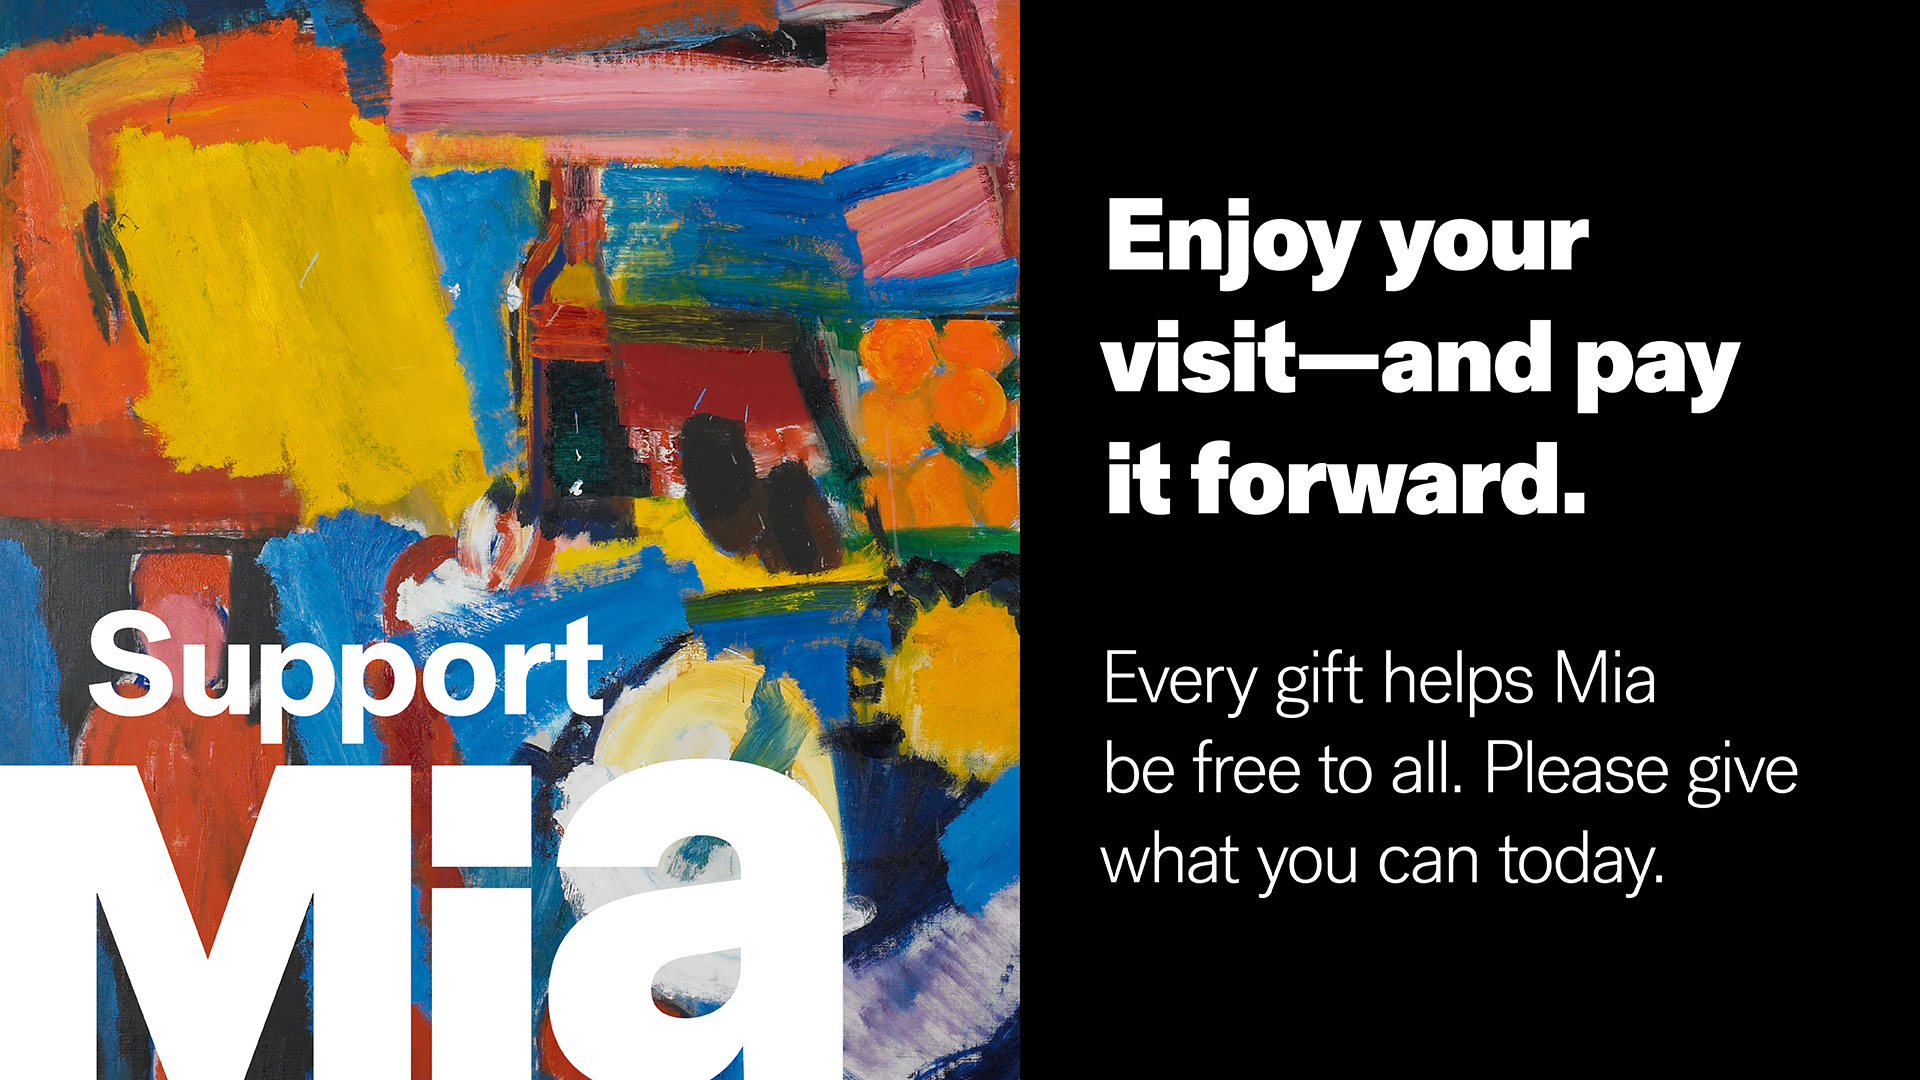 Support
Mia
Enjoy your
visit—and pay
it forward.
Every gift helps Mia
be free to all. Please give
what you can today.